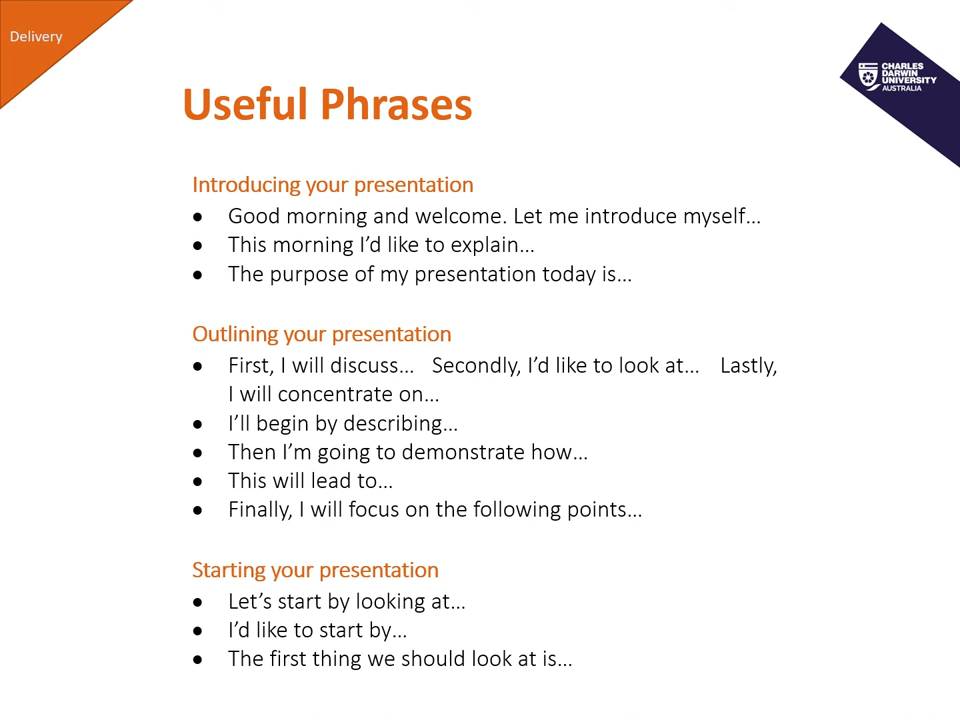 Delivery
CHARLES
DARWIN
UNIVERSITY
AUSTRALIA
Useful Phrases
Introducing your presentation
• Good morning and welcome. Let me introduce myself…
• This morning I’d like to explain…
• The purpose of my presentation today is…
Outlining your presentation
• First, I will discuss… Secondly, I’d like to look at… Lastly,
I will concentrate on…
• I’ll begin by describing…
• Then I’m going to demonstrate how…
• This will lead to…
• Finally, I will focus on the following points…
Starting your presentation
• Let’s start by looking at…
• I’d like to start by…
• The first thing we should look at is…